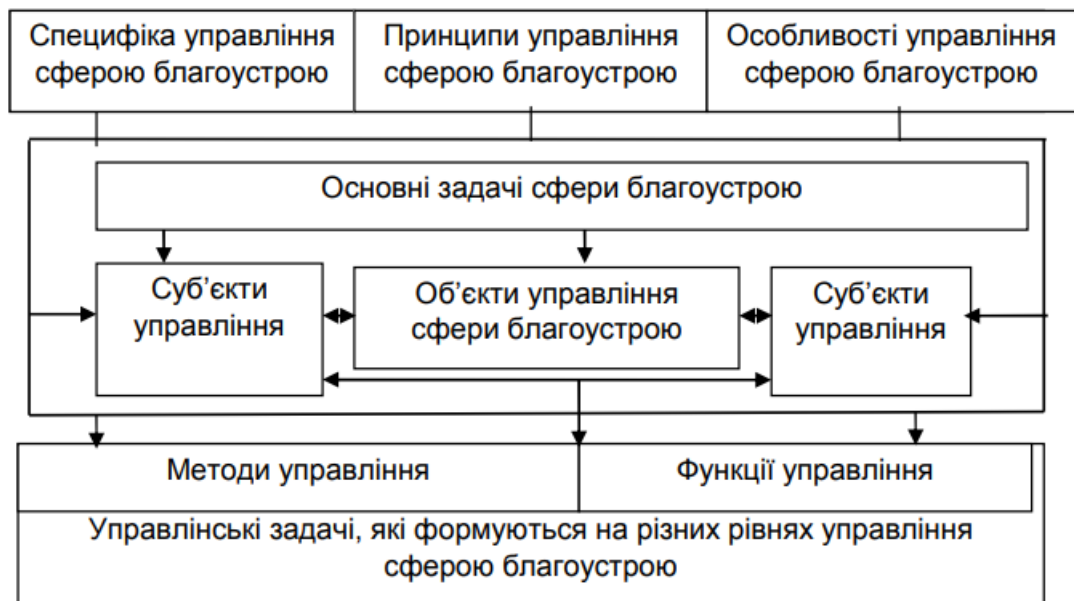 Специфіка управління
сферою благоустрою
Принципи управління
сферою благоустрою
Особливості управління
сферою благоустрою
Основні задачі сфери благоустрою
Суб’єкти
управління
Об’єкти управління
сфери благоустрою
Суб’єкти
управління
Методи управління
Функції управління
Управлінські задачі, які формуються на різних рівнях управління
сферою благоустрою